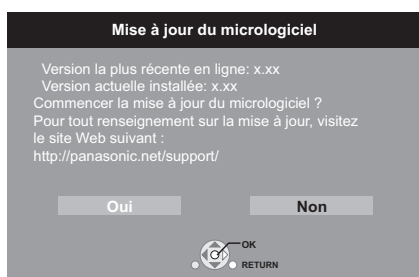 Mise à jour du micrologiciel
Version la plus récente en ligne: x.xx
Version actuelle installée: x.xx
Commencer la mise à jour du micrologiciel ?
Pour tout renseignement sur la mise à jour, visitez
le site Web suivant :
http://panasonic.net/support/
Oui Non
OK
RETURN